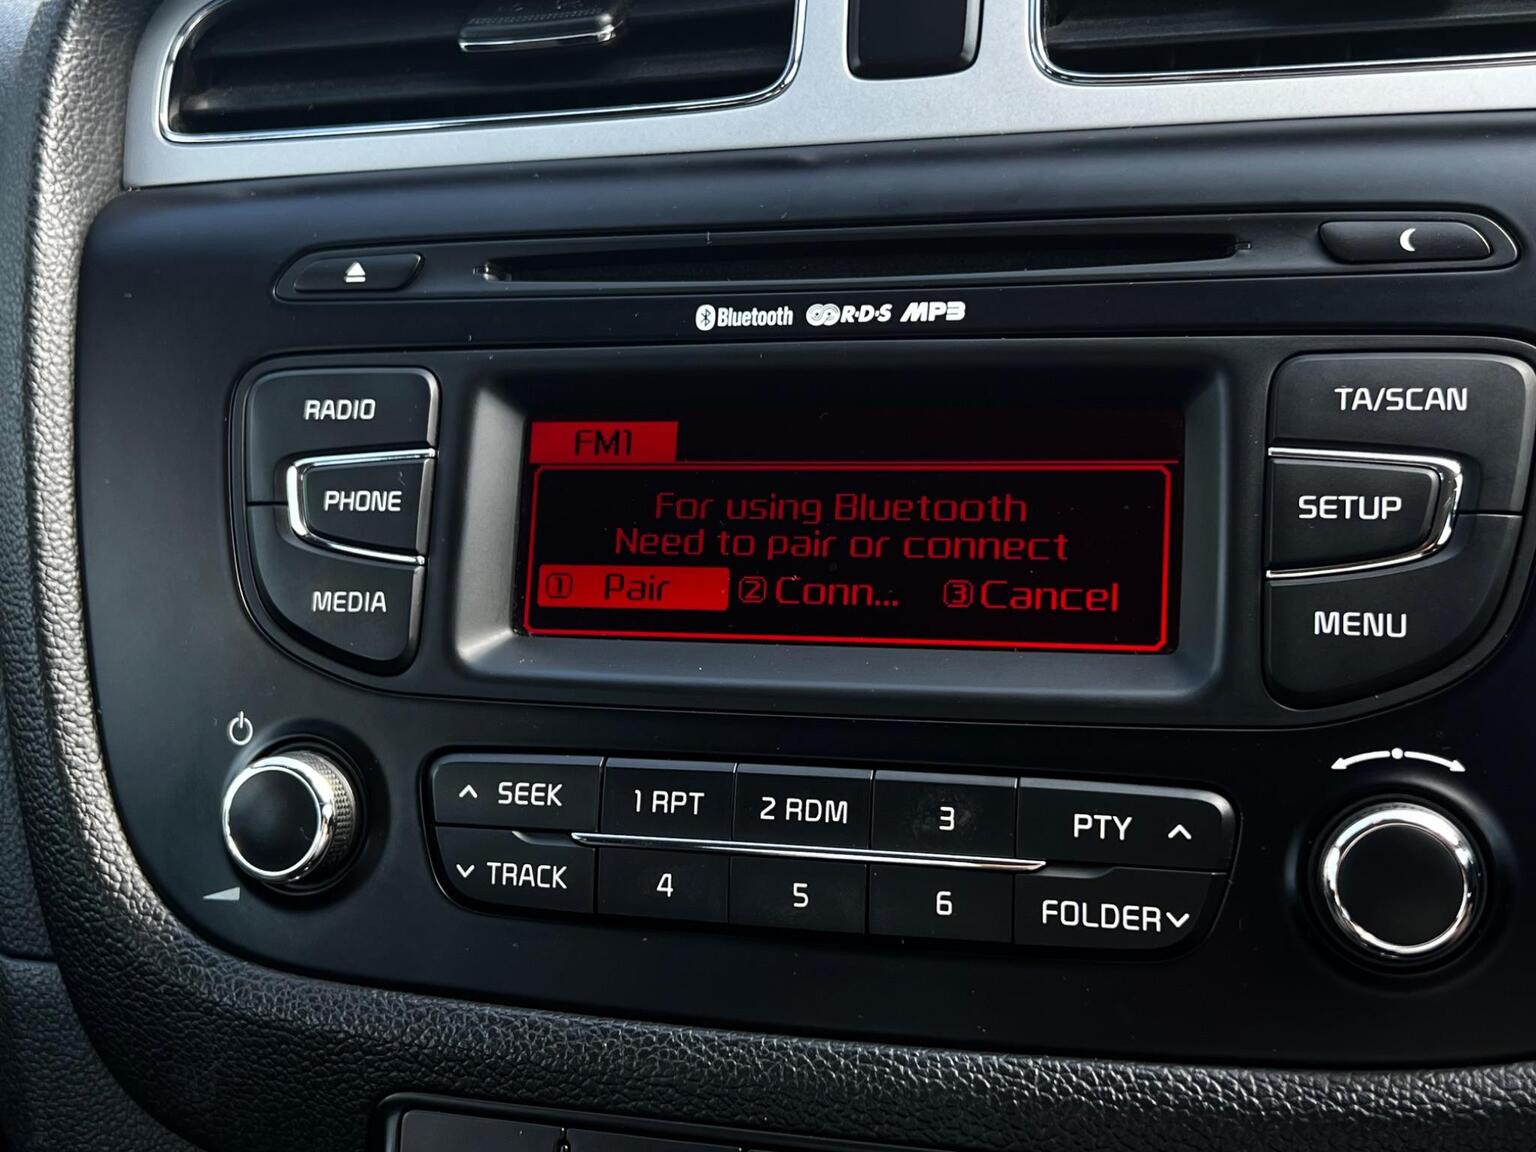 Bluetooth R·D·S MP3
RADIO
PHONE
MEDIA
FM1
For using Bluetooth
Need to pair or connect
1 Pair 2 Conn... 3 Cancel
TA/SCAN
SETUP
MENU
SEEK 1 RPT 2 RDM 3 PTY
TRACK 4 5 6 FOLDER